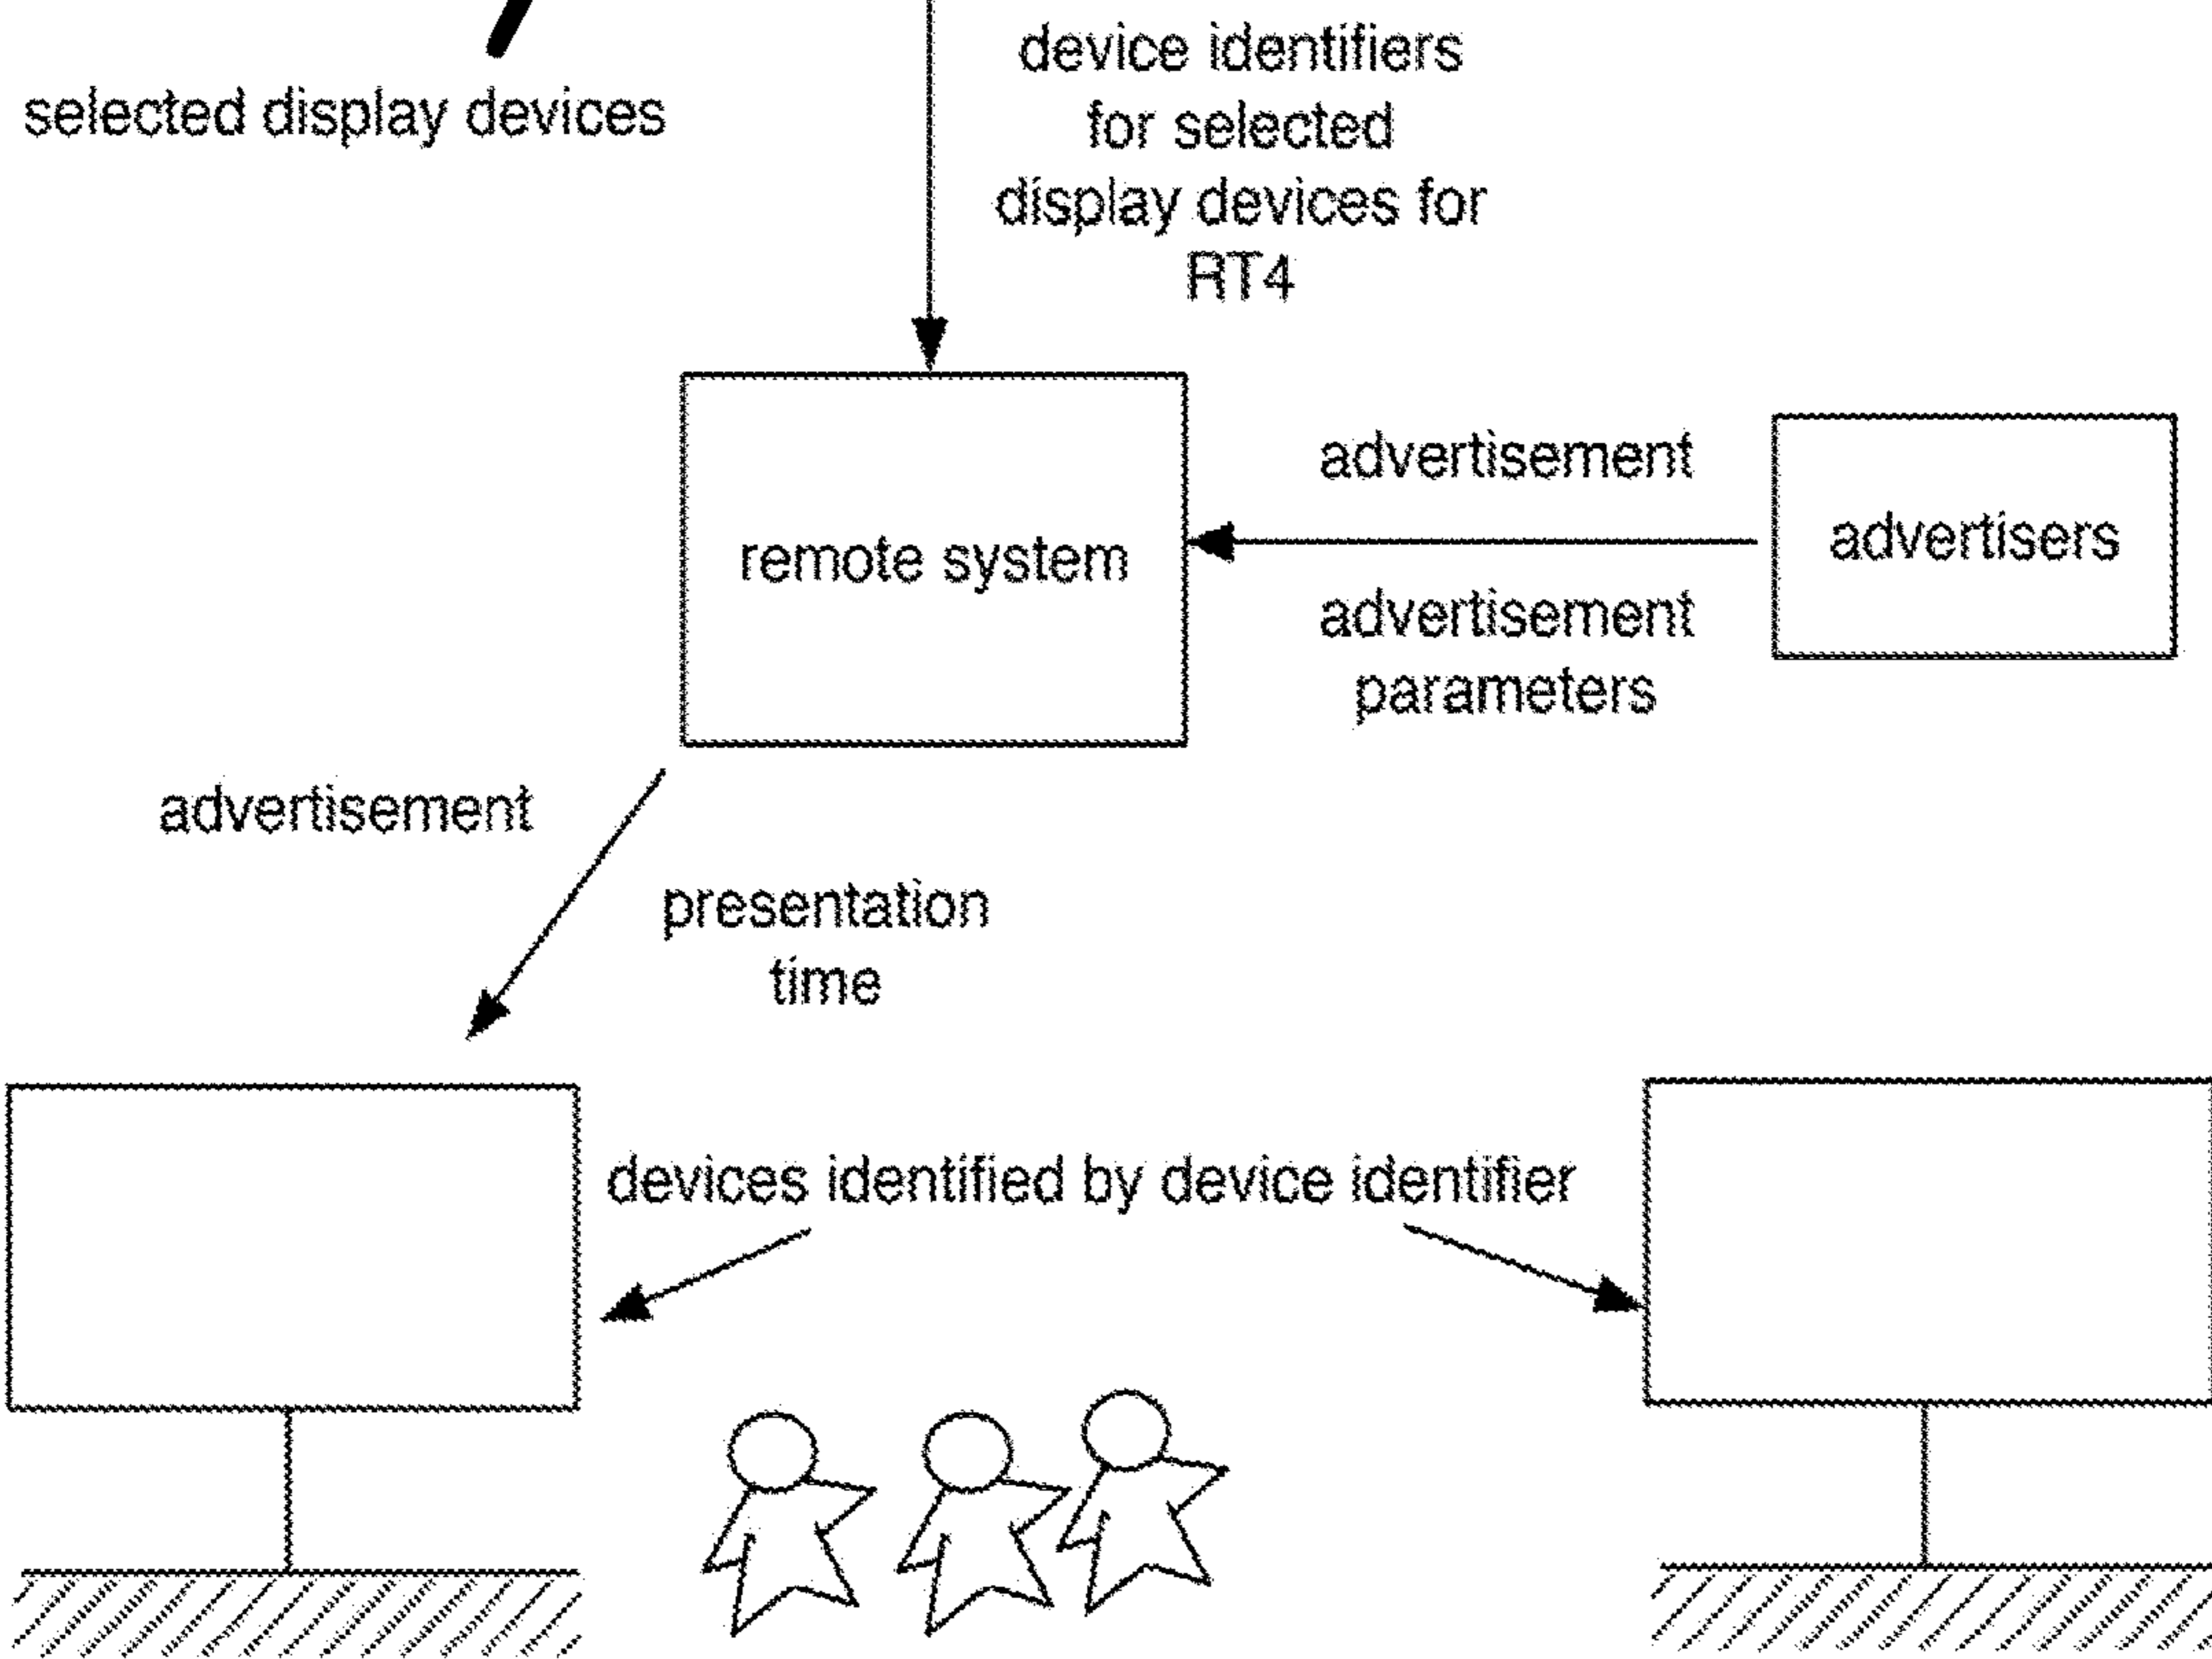 device identifiers
for selected
display devices for
RT4
selected display devices
remote system
advertisement
advertisement
parameters
advertisers
advertisement
presentation
time
devices identified by device identifier